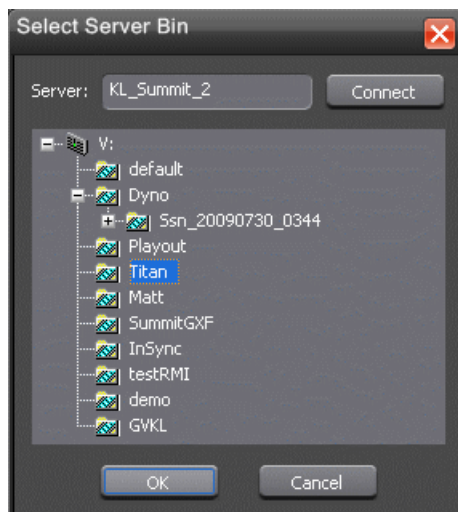 Select Server Bin
Server: KL_Summit_2 Connect
V:
default
Dyno
Ssn_20090730_0344
Playout
Titan
Matt
SummitGXF
InSync
testRMI
demo
GVKL
OK Cancel